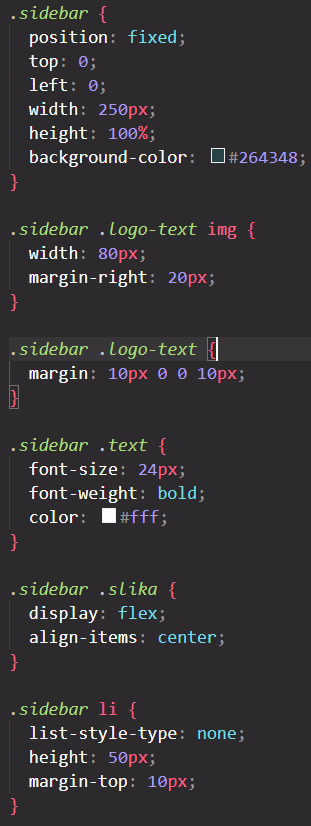 .sidebar {
  position: fixed;
  top: 0;
  left: 0;
  width: 250px;
  height: 100%;
  background-color: #264348;
}

.sidebar .logo-text img {
  width: 80px;
  margin-right: 20px;
}

.sidebar .logo-text {
  margin: 10px 0 0 10px;
}

.sidebar .text {
  font-size: 24px;
  font-weight: bold;
  color: #fff;
}

.sidebar .slika {
  display: flex;
  align-items: center;
}

.sidebar li {
  list-style-type: none;
  height: 50px;
  margin-top: 10px;
}